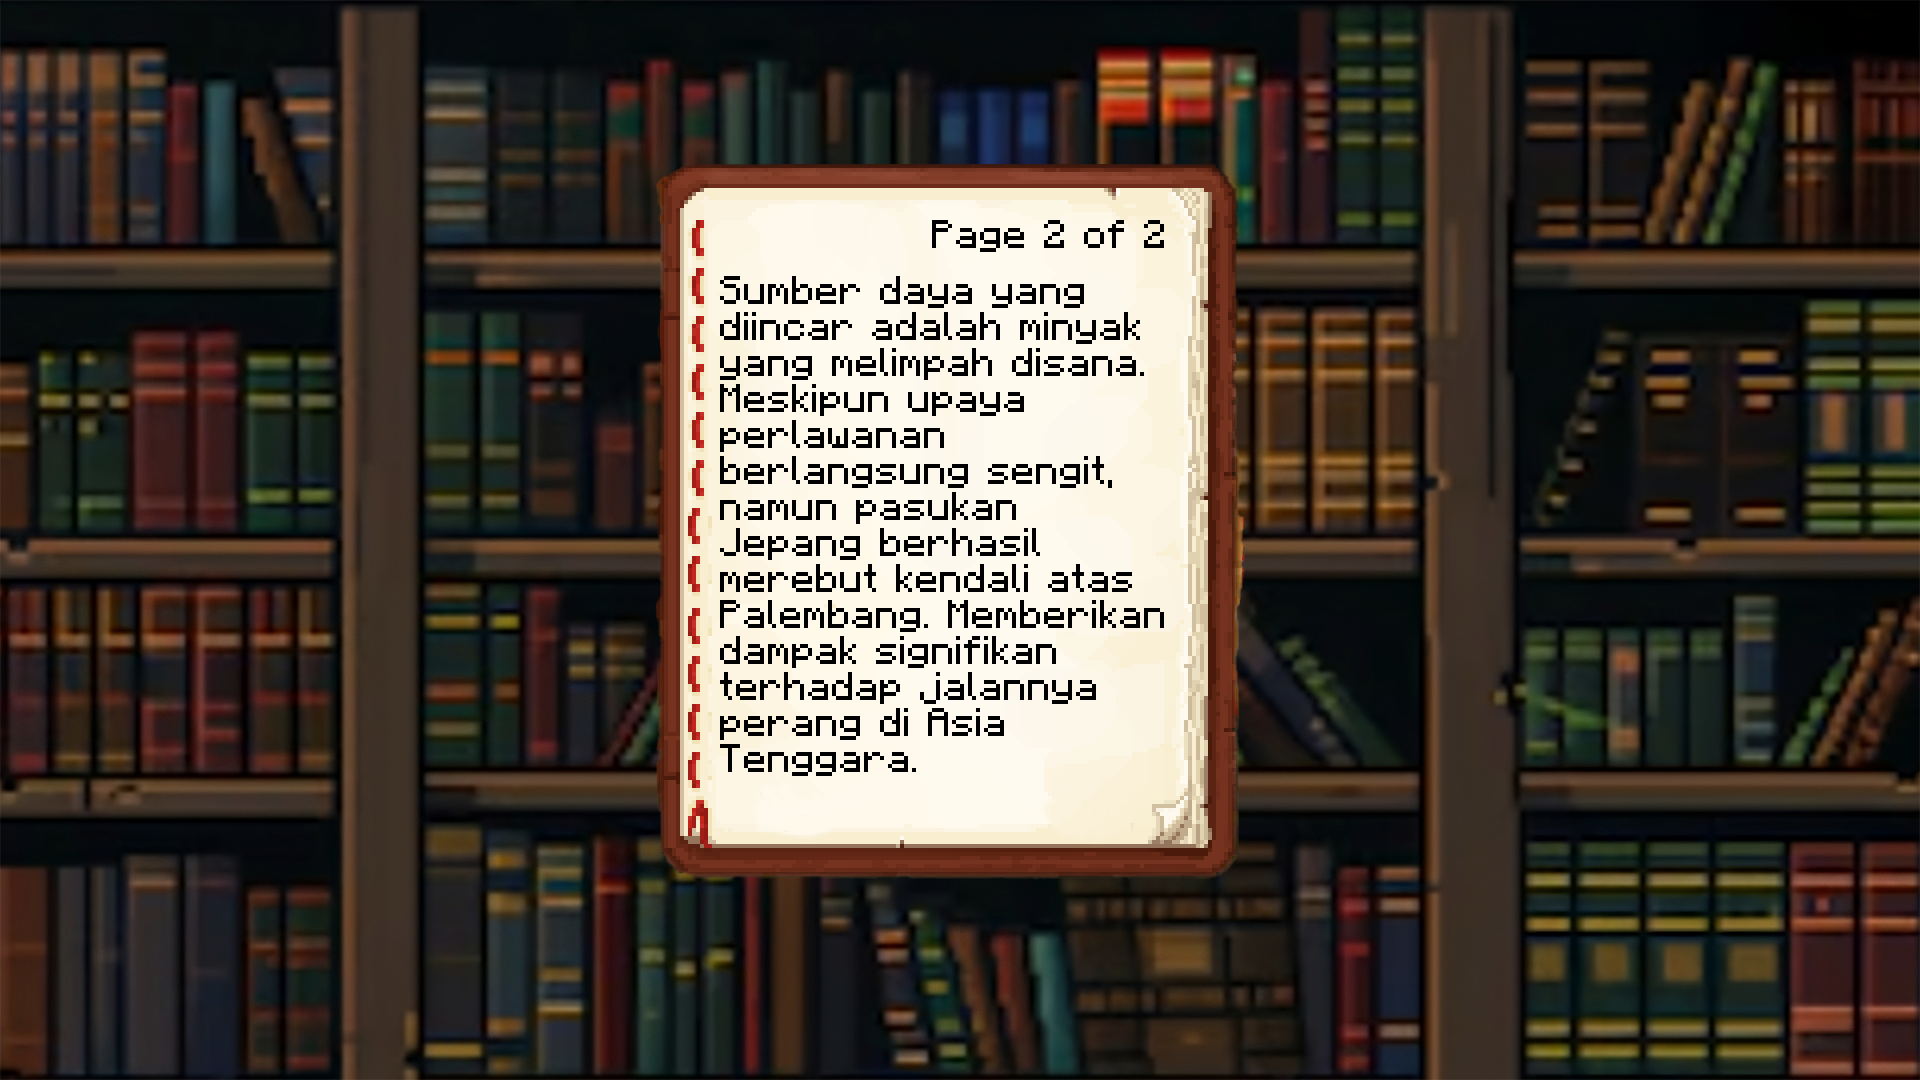 Page 2 of 2
Sumber daya yang
diincar adalah minyak
yang melimpah disana.
Meskipun upaya
perlawanan
berlangsung sengit,
namun pasukan
Jepang berhasil
merebut kendali atas
Palembang. Memberikan
dampak signifikan
terhadap jalannya
perang di Asia
Tenggara.